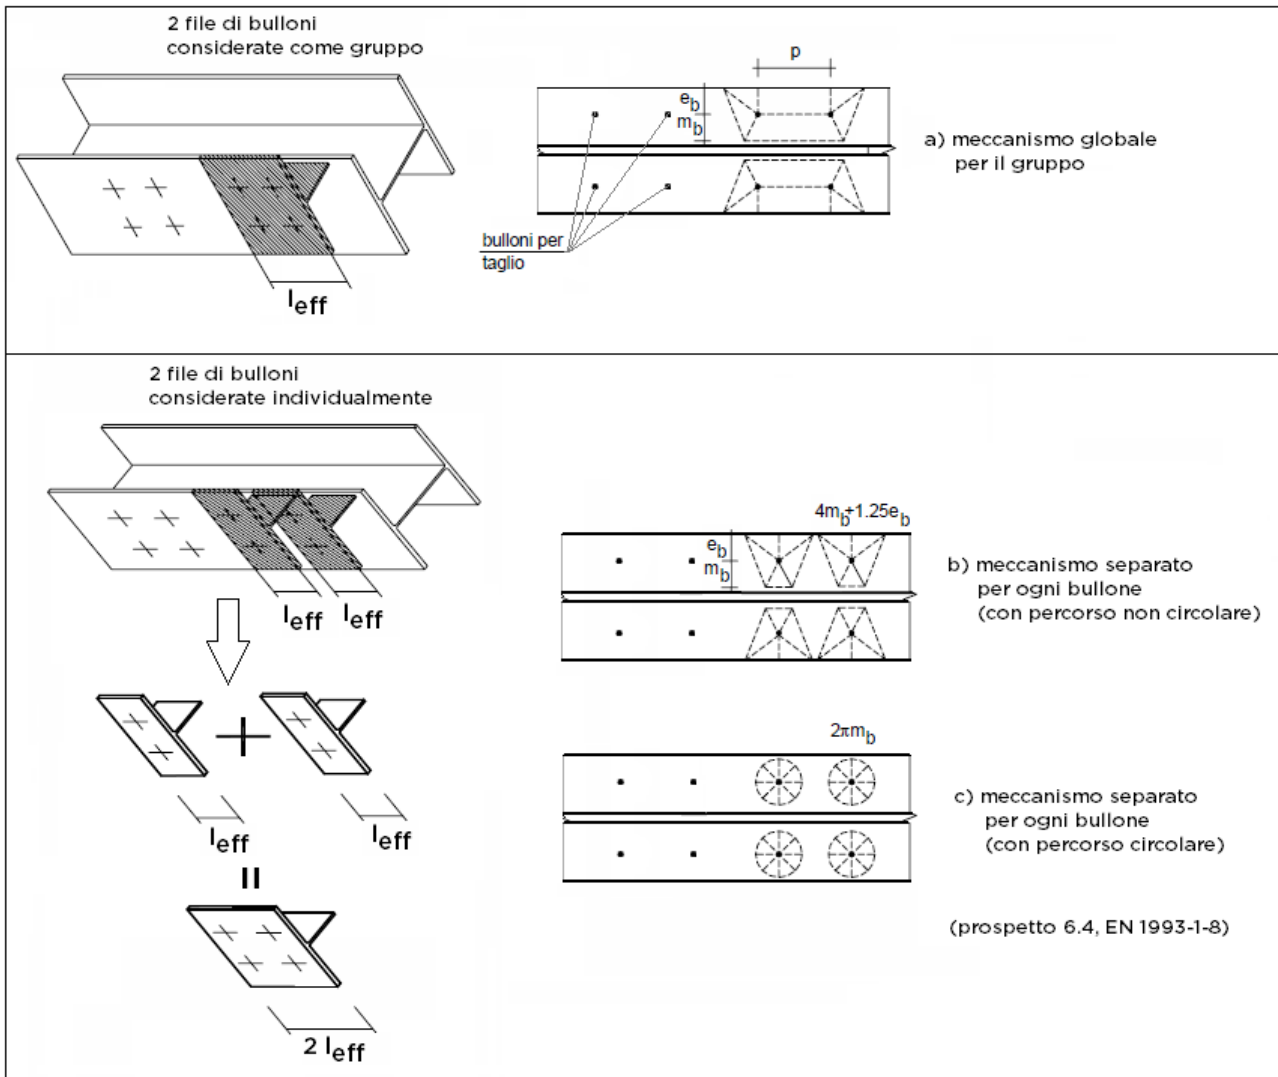 2 file di bulloni
considerate come gruppo
p
e_b
m_b
bulloni per
taglio
l_eff
a) meccanismo globale
per il gruppo
2 file di bulloni
considerate individualmente
l_eff l_eff
4m_b+1.25e_b
e_b
m_b
b) meccanismo separato
per ogni bullone
(con percorso non circolare)
+
l_eff l_eff
=
2 l_eff
2πm_b
c) meccanismo separato
per ogni bullone
(con percorso circolare)
(prospetto 6.4, EN 1993-1-8)